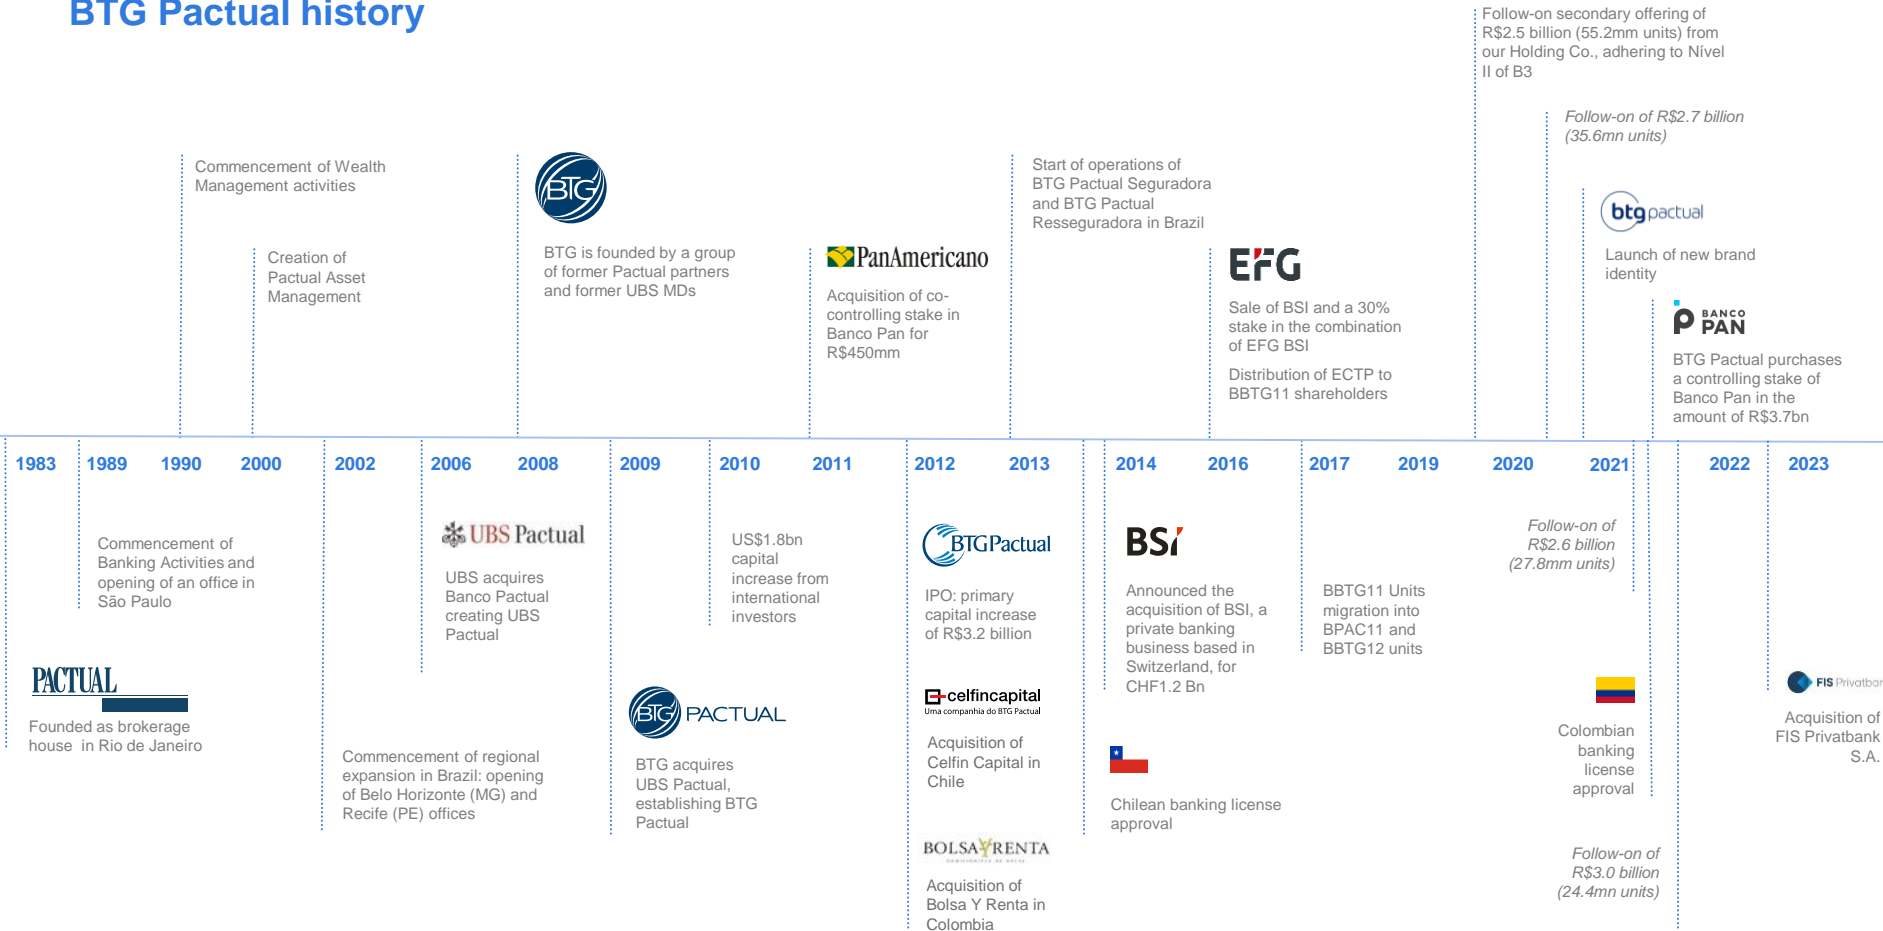 BTG Pactual history
Follow-on secondary offering of
R$2.5 billion (55.2mm units) from
our Holding Co., adhering to Nível
II of B3
Follow-on of R$2.7 billion
(35.6mn units)
Commencement of Wealth
Management activities
Creation of
Pactual Asset
Management
BTG
BTG is founded by a group
of former Pactual partners
and former UBS MDs
PanAmericano
Acquisition of co-
controlling stake in
Banco Pan for
R$450mm
Start of operations of
BTG Pactual Seguradora
and BTG Pactual
Resseguradora in Brazil
EFG
Sale of BSI and a 30%
stake in the combination
of EFG BSI
Distribution of ECTP to
BBTG11 shareholders
btgpactual
Launch of new brand
identity
BANCO
PAN
BTG Pactual purchases
a controlling stake of
Banco Pan in the
amount of R$3.7bn
1983 1989 1990 2000 2002 2006 2008 2009 2010 2011 2012 2013 2014 2016 2017 2019 2020 2021 2022 2023
PACTUAL
Founded as brokerage
house in Rio de Janeiro
Commencement of
Banking Activities and
opening of an office in
São Paulo
Commencement of regional
expansion in Brazil: opening
of Belo Horizonte (MG) and
Recife (PE) offices
UBS Pactual
UBS acquires
Banco Pactual
creating UBS
Pactual
BTG PACTUAL
BTG acquires
UBS Pactual,
establishing BTG
Pactual
US$1.8bn
capital
increase from
international
investors
BTGPactual
IPO: primary
capital increase
of R$3.2 billion
celfincapital
Uma companhia do BTG Pactual
Acquisition of
Celfin Capital in
Chile
BOLSA Y RENTA
Acquisition of
Bolsa Y Renta in
Colombia
BSI
Announced the
acquisition of BSI, a
private banking
business based in
Switzerland, for
CHF1.2 Bn
Chilean banking license
approval
BBTG11 Units
migration into
BPAC11 and
BBTG12 units
Follow-on of
R$2.6 billion
(27.8mm units)
Colombian
banking
license
approval
Follow-on of
R$3.0 billion
(24.4mn units)
FIS Privatbar
Acquisition of
FIS Privatbank
S.A.